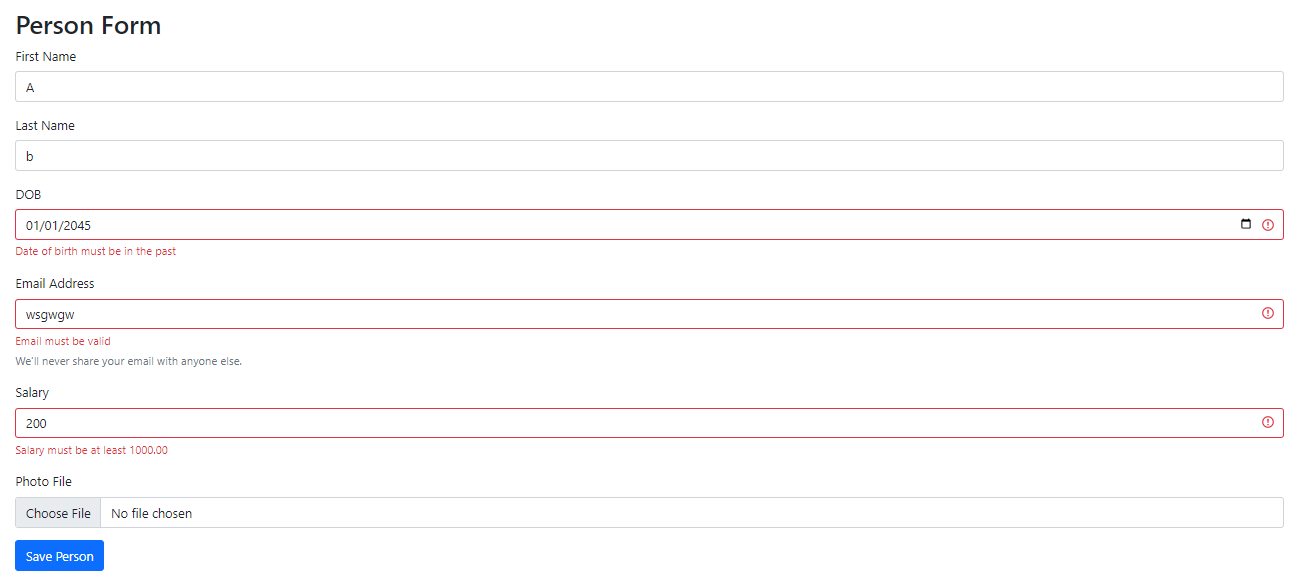 Person Form
First Name
A
Last Name
b
DOB
01/01/2045
Date of birth must be in the past
Email Address
wsgwgw
Email must be valid
We'll never share your email with anyone else.
Salary
200
Salary must be at least 1000.00
Photo File
Choose File No file chosen
Save Person